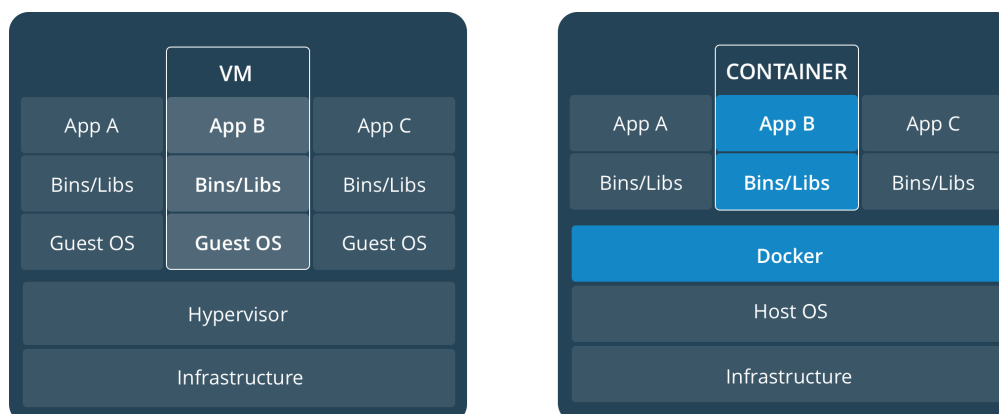 VM
App A App B App C
Bins/Libs Bins/Libs Bins/Libs
Guest OS Guest OS Guest OS
Hypervisor
Infrastructure
CONTAINER
App A App B App C
Bins/Libs Bins/Libs Bins/Libs
Docker
Host OS
Infrastructure